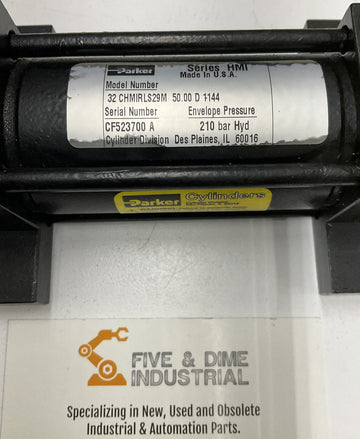 Parker Series HMI
Made In U.S.A.
Model Number
32 CHMIRLS29M 50.00 D 1144
Serial Number Envelope Pressure
CF523700 A 210 bar Hyd
Cylinder Division Des Plaines, IL 60016
Parker Cylinders
FIVE & DIME
INDUSTRIAL
Specializing in New, Used and Obsolete
Industrial & Automation Parts.